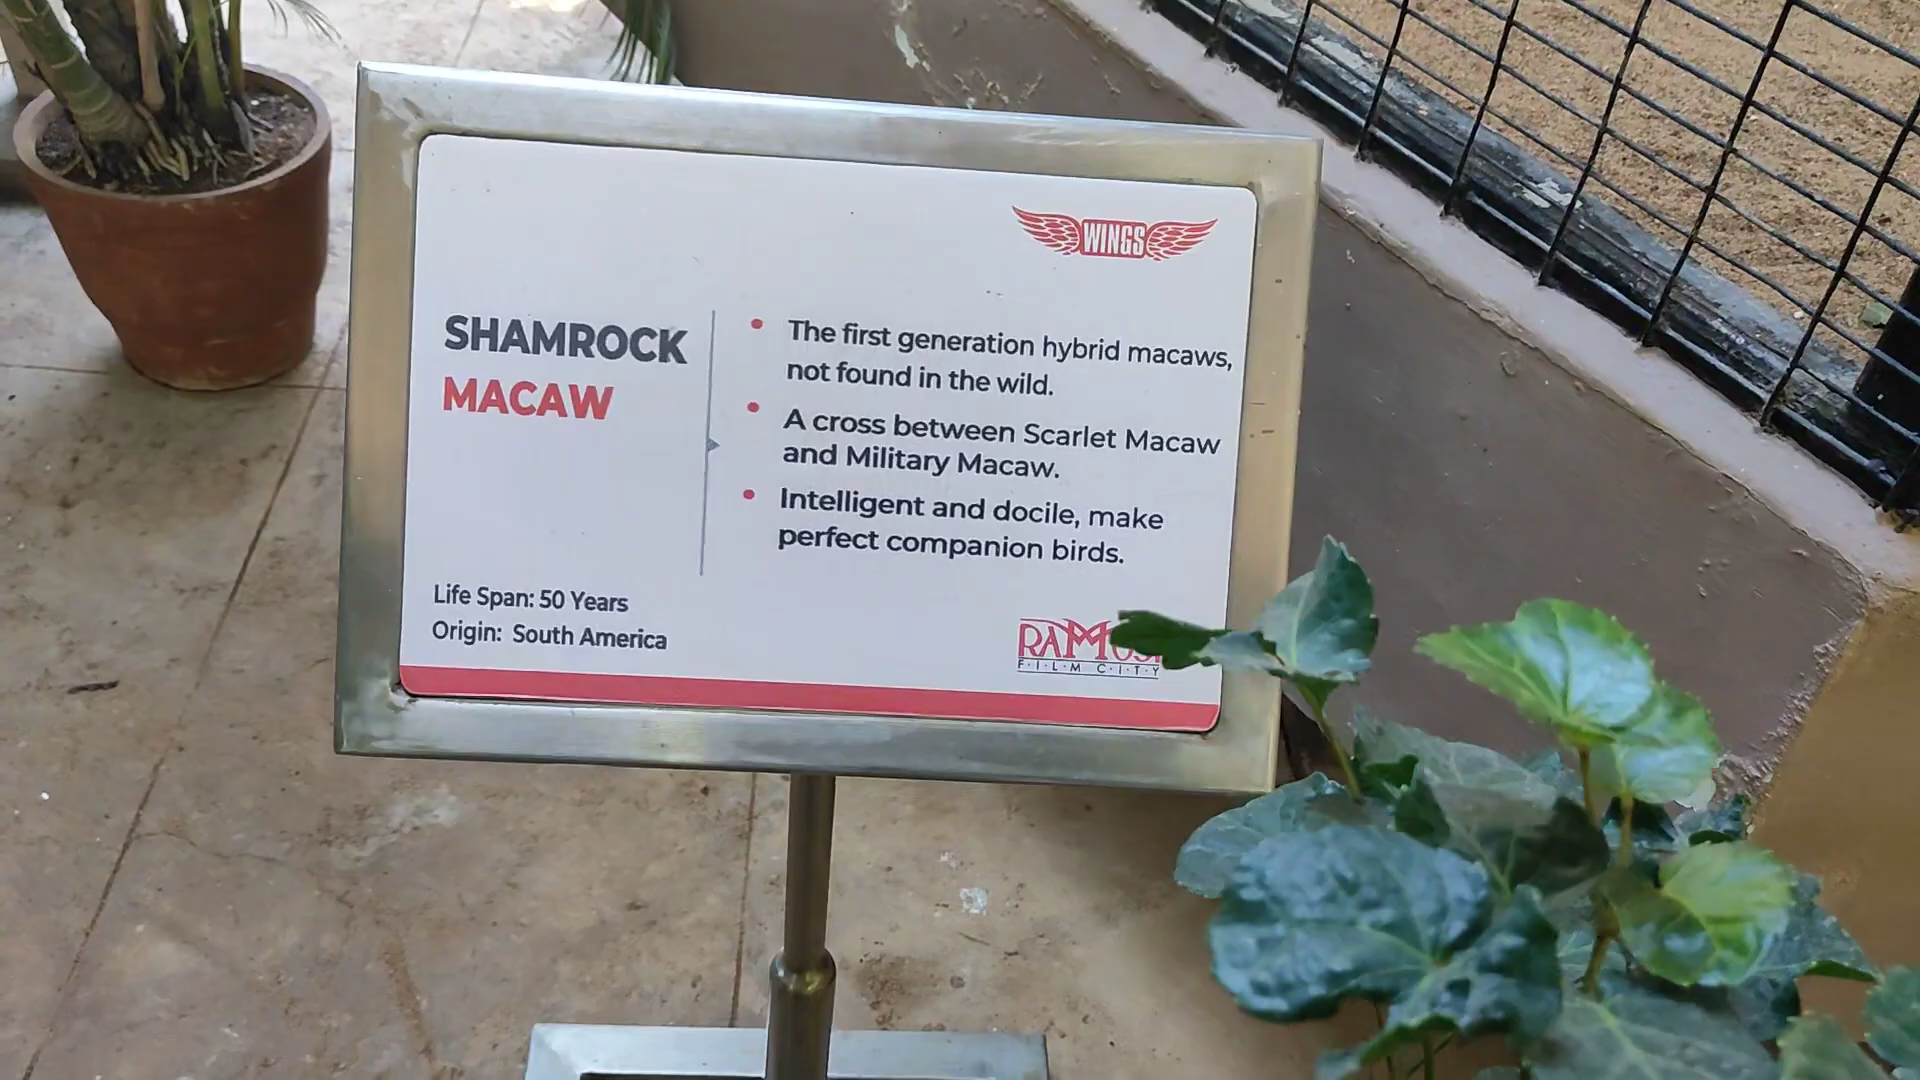 WINGS
SHAMROCK
MACAW
The first generation hybrid macaws,
not found in the wild.
A cross between Scarlet Macaw
and Military Macaw.
Intelligent and docile, make
perfect companion birds.
Life Span: 50 Years
Origin: South America
FILM CITY